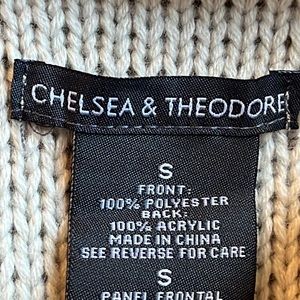 CHELSEA & THEODORE
S
FRONT:
100% POLYESTER
BACK:
100% ACRYLIC
MADE IN CHINA
SEE REVERSE FOR CARE
S
PANEL FRONTAL